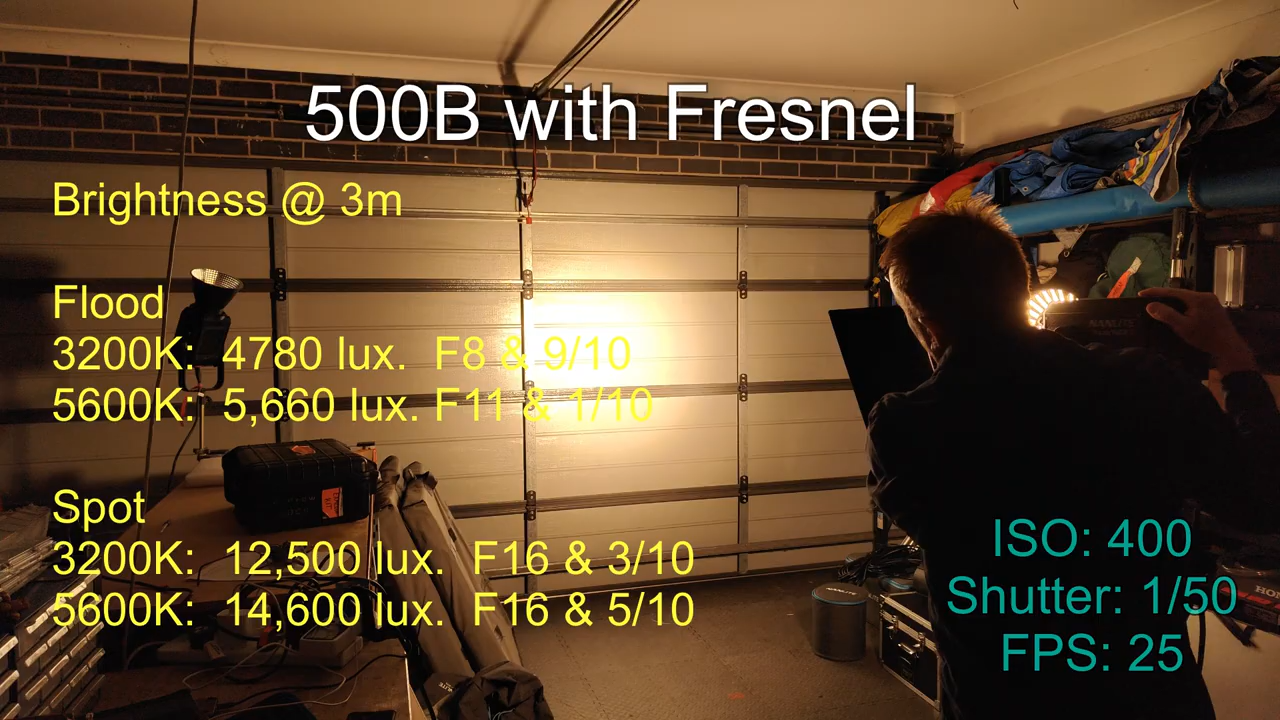 500B with Fresnel
Brightness @ 3m
Flood
3200K: 4780 lux. F8 & 9/10
5600K: 5,660 lux. F11 & 1/10
Spot
3200K: 12,500 lux. F16 & 3/10
5600K: 14,600 lux. F16 & 5/10
ISO: 400
Shutter: 1/50
FPS: 25
NANLITE